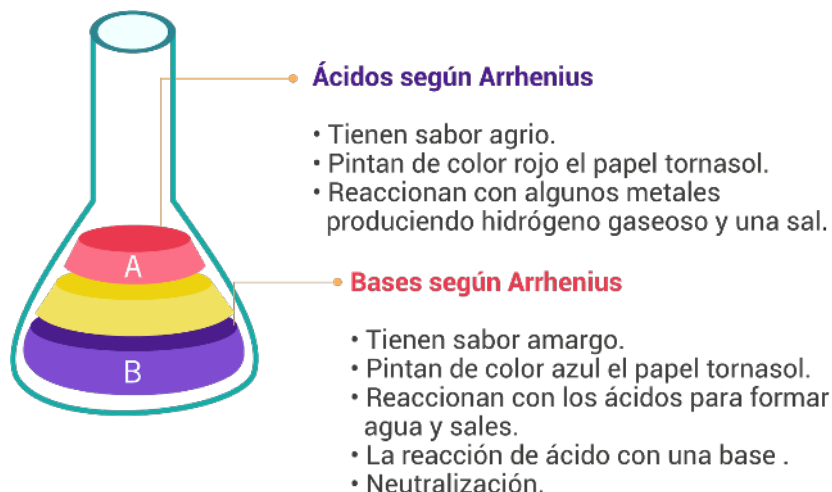 Ácidos según Arrhenius
• Tienen sabor agrio.
• Pintan de color rojo el papel tornasol.
• Reaccionan con algunos metales
produciendo hidrógeno gaseoso y una sal.
A
Bases según Arrhenius
• Tienen sabor amargo.
• Pintan de color azul el papel tornasol.
• Reaccionan con los ácidos para formar
agua y sales.
• La reacción de ácido con una base .
• Neutralización.
B